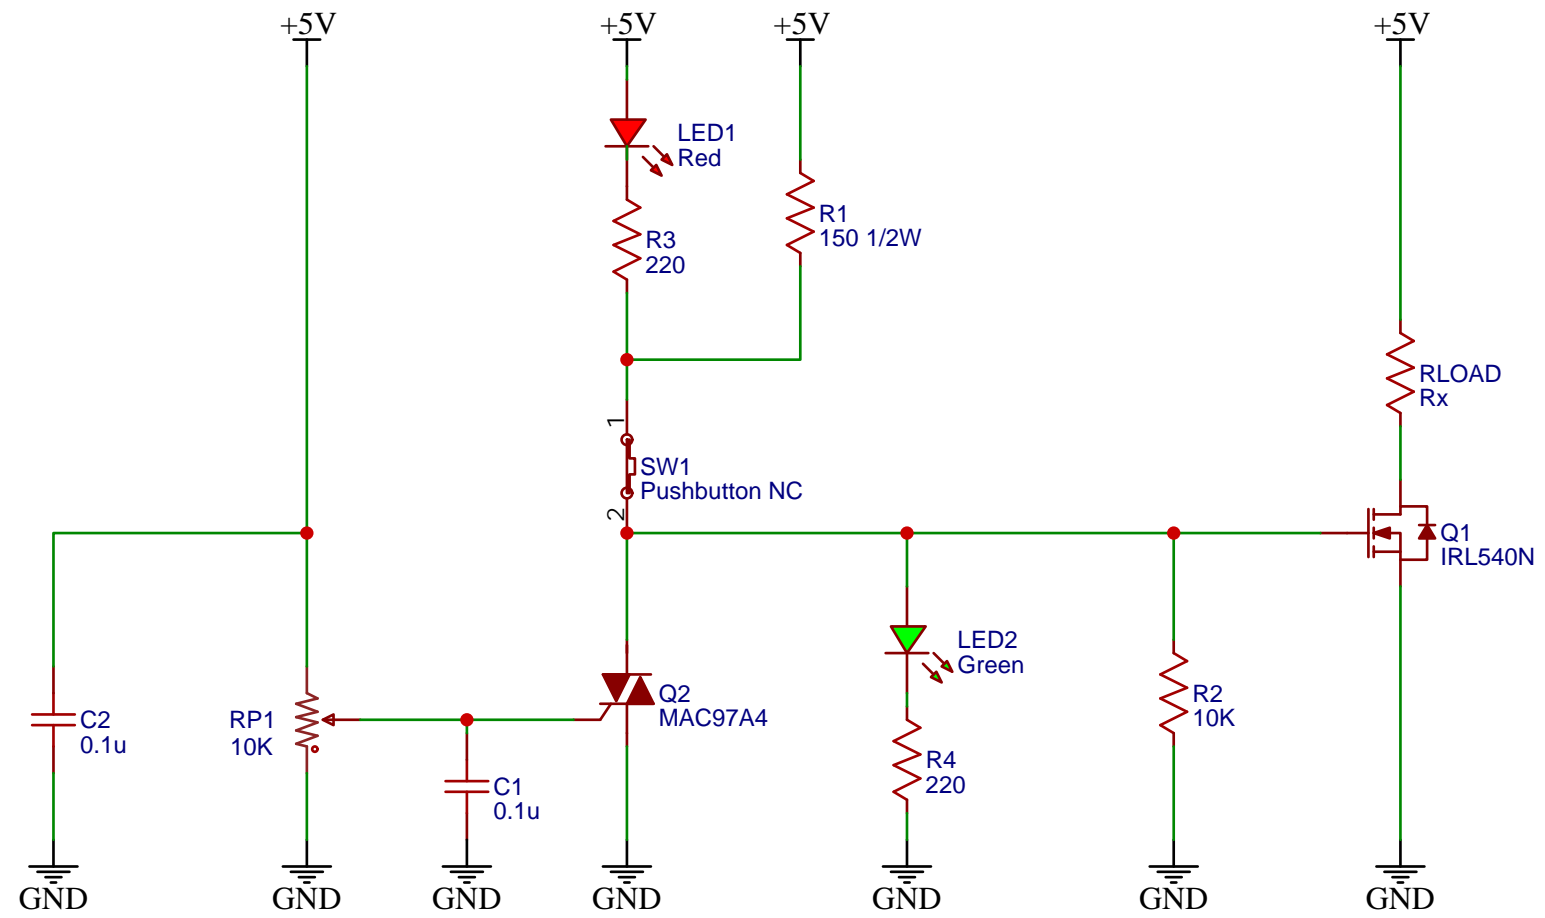 +5V
+5V
+5V
+5V
LED1
Red
R1
150 1/2W
R3
220
RLOAD
Rx
1
SW1
Pushbutton NC
2
Q1
IRL540N
LED2
Green
Q2
MAC97A4
R2
10K
C2
0.1u
RP1
10K
R4
220
C1
0.1u
GND
GND
GND
GND
GND
GND
GND